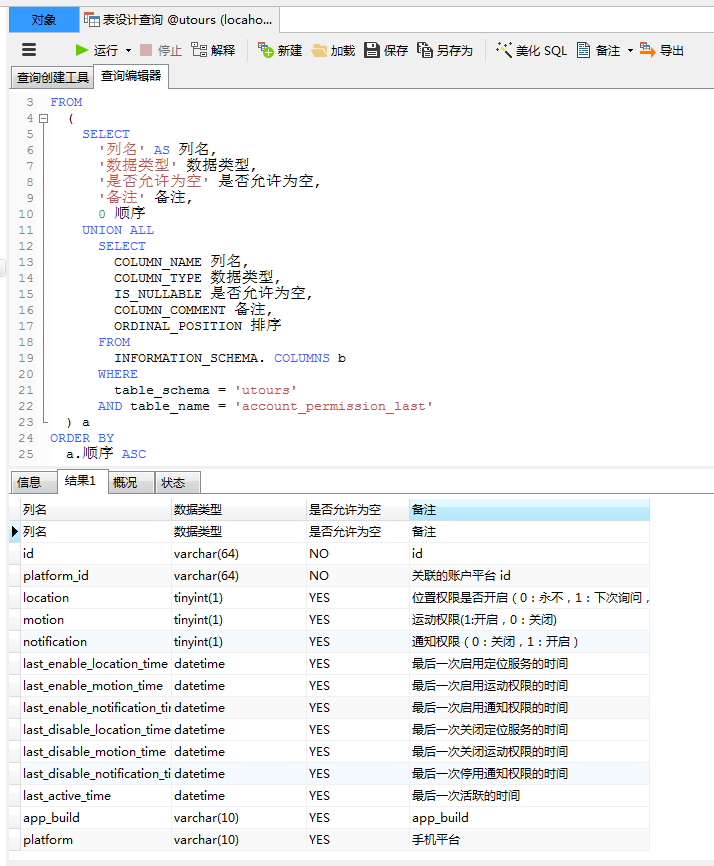 对象 表设计查询 @utours (locaho...
运行 停止 解释 新建 加载 保存 另存为 美化 SQL 备注 导出
查询创建工具 查询编辑器
3 FROM
4 (
5 SELECT
6 '列名' AS 列名,
7 '数据类型' 数据类型,
8 '是否允许为空' 是否允许为空,
9 '备注' 备注,
10 0 顺序
11 UNION ALL
12 SELECT
13 COLUMN_NAME 列名,
14 COLUMN_TYPE 数据类型,
15 IS_NULLABLE 是否允许为空,
16 COLUMN_COMMENT 备注,
17 ORDINAL_POSITION 排序
18 FROM
19 INFORMATION_SCHEMA. COLUMNS b
20 WHERE
21 table_schema = 'utours'
22 AND table_name = 'account_permission_last'
23 ) a
24 ORDER BY
25 a.顺序 ASC
信息 结果1 概况 状态
列名 数据类型 是否允许为空 备注
列名 数据类型 是否允许为空 备注
id varchar(64) NO id
platform_id varchar(64) NO 关联的账户平台 id
location tinyint(1) YES 位置权限是否开启（0：永不，1：下次询问，
motion tinyint(1) YES 运动权限(1:开启，0：关闭)
notification tinyint(1) YES 通知权限（0：关闭，1：开启）
last_enable_location_time datetime YES 最后一次启用定位服务的时间
last_enable_motion_time datetime YES 最后一次启用运动权限的时间
last_enable_notification_tir datetime YES 最后一次启用通知权限的时间
last_disable_location_time datetime YES 最后一次关闭定位服务的时间
last_disable_motion_time datetime YES 最后一次关闭运动权限的时间
last_disable_notification_ti datetime YES 最后一次停用通知权限的时间
last_active_time datetime YES 最后一次活跃的时间
app_build varchar(10) YES app_build
platform varchar(10) YES 手机平台